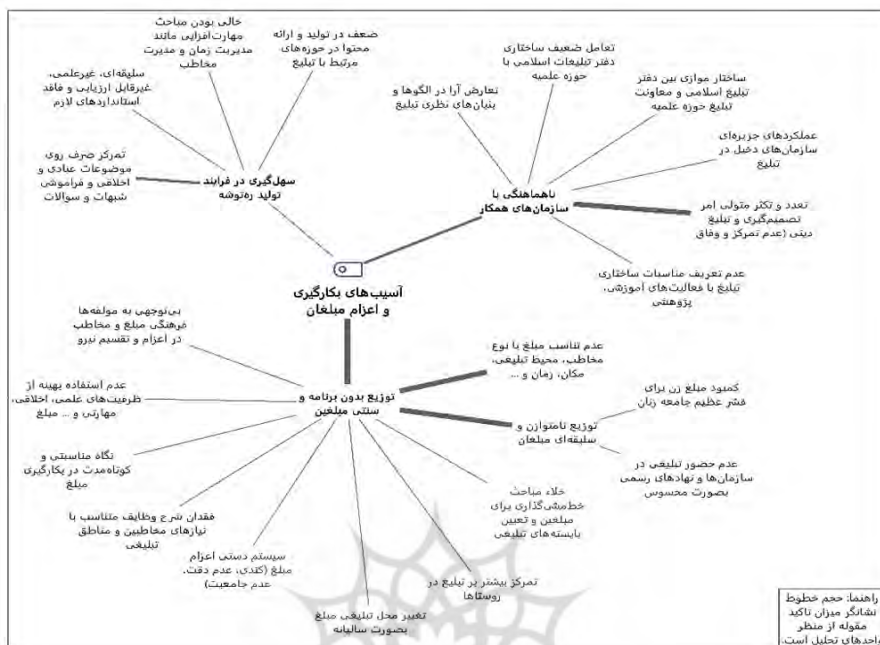 خالی بودن مباحث
مهارت‌افزایی مانند
مدیریت زمان و مدیریت
مخاطب
ضعف در تولید و ارائه
محتوا در حوزه‌های
مرتبط با تبلیغ
سلیقه‌ای، غیرعلمی،
غیرقابل ارزیابی و فاقد
استانداردهای لازم
تمرکز صرف روی
موضوعات عبادی و
اخلاقی و فراموشی
شبهات و سوالات
سهل‌گیری در فرایند
تولید ره‌توشه
تعامل ضعیف ساختاری
دفتر تبلیغات اسلامی با
حوزه علمیه
تعارض آرا در الگوها و
بنیان‌های نظری تبلیغ
ساختار موازی بین دفتر
تبلیغ اسلامی و معاونت
تبلیغ حوزه علمیه
عملکردهای جزیره‌ای
سازمان‌های دخیل در
تبلیغ
ناهماهنگی با
سازمان‌های همکار
تعدد و تکثر متولی امر
تصمیم‌گیری و تبلیغ
دینی (عدم تمرکز و وفاق
عدم تعریف مناسبات ساختاری
تبلیغ با فعالیت‌های آموزشی،
پژوهشی
آسیب‌های بکارگیری
و اعزام مبلغان
بی‌توجهی به مولفه‌ها
فرهنگی مبلغ و مخاطب
در اعزام و تقسیم نیرو
عدم استفاده بهینه از
ظرفیت‌های علمی، اخلاقی،
مهارتی و ... مبلغ
نگاه مناسبتی و
کوتاه‌مدت در بکارگیری
مبلغ
فقدان شرح وظایف متناسب با
نیازهای مخاطبین و مناطق
تبلیغی
سیستم دستی اعزام
مبلغ (کندی، عدم دقت،
عدم جامعیت)
تغییر محل تبلیغی مبلغ
بصورت سالیانه
تمرکز بیشتر بر تبلیغ در
روستاها
خلاء مباحث
خط‌مشی‌گذاری برای
مبلغین و تعیین
بایسته‌های تبلیغی
توزیع بدون برنامه و
سنتی مبلغین
عدم تناسب مبلغ با نوع
مخاطب، محیط تبلیغی،
مکان، زمان و ...
توزیع نامتوازن و
سلیقه‌ای مبلغان
کمبود مبلغ زن برای
قشر عظیم جامعه زنان
عدم حضور تبلیغی در
سازمان‌ها و نهادهای رسمی
بصورت محسوس
راهنما: حجم خطوط
نشانگر میزان تاکید
مقوله از منظر
واحدهای تحلیل است.